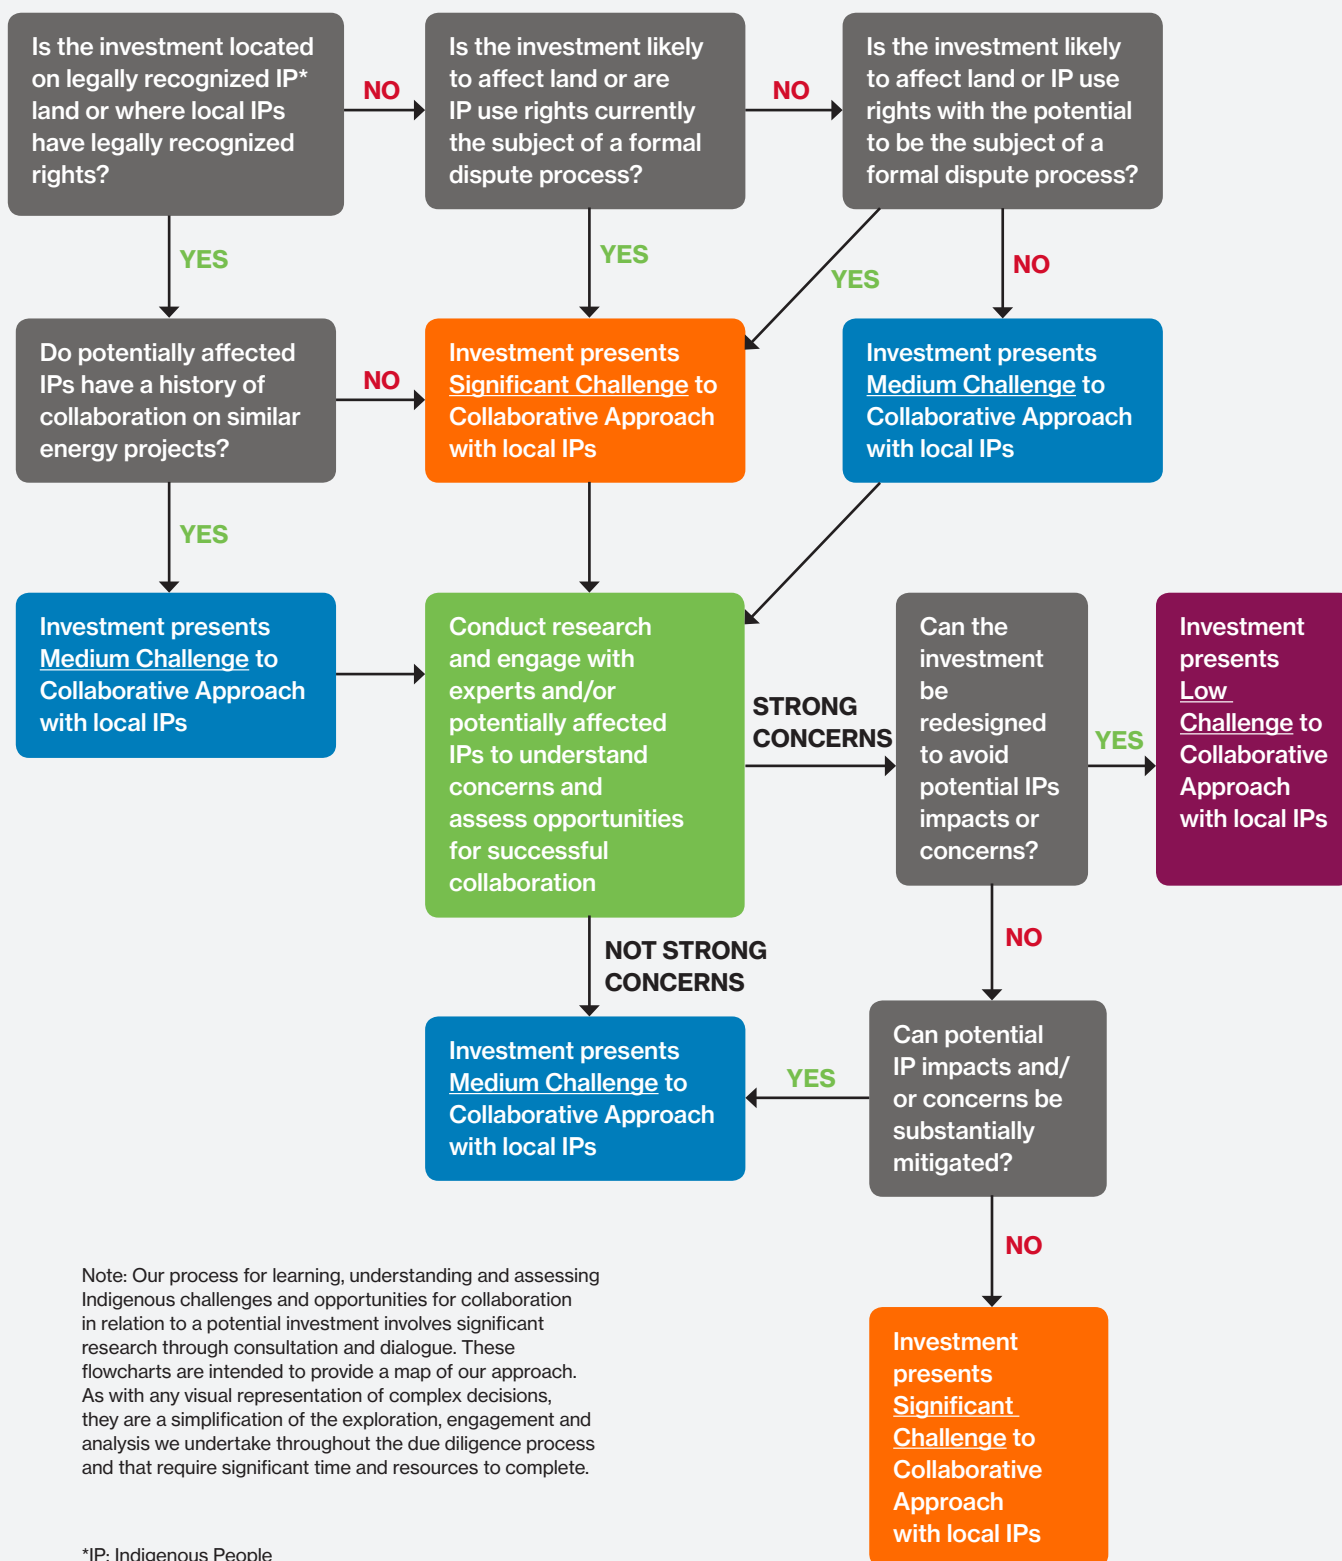 Is the investment located
on legally recognized IP*
land or where local IPs
have legally recognized
rights?
NO
Is the investment likely
to affect land or are
IP use rights currently
the subject of a formal
dispute process?
NO
Is the investment likely
to affect land or IP use
rights with the potential
to be the subject of a
formal dispute process?
YES
YES
YES
NO
Do potentially affected
IPs have a history of
collaboration on similar
energy projects?
NO
Investment presents
Significant Challenge to
Collaborative Approach
with local IPs
Investment presents
Medium Challenge to
Collaborative Approach
with local IPs
YES
Investment presents
Medium Challenge to
Collaborative Approach
with local IPs
Conduct research
and engage with
experts and/or
potentially affected
IPs to understand
concerns and
assess opportunities
for successful
collaboration
STRONG
CONCERNS
Can the
investment
be
redesigned
to avoid
potential IPs
impacts or
concerns?
YES
Investment
presents
Low
Challenge to
Collaborative
Approach
with local IPs
NOT STRONG
CONCERNS
NO
Investment presents
Medium Challenge to
Collaborative Approach
with local IPs
YES
Can potential
IP impacts and/
or concerns be
substantially
mitigated?
NO
Note: Our process for learning, understanding and assessing
Indigenous challenges and opportunities for collaboration
in relation to a potential investment involves significant
research through consultation and dialogue. These
flowcharts are intended to provide a map of our approach.
As with any visual representation of complex decisions,
they are a simplification of the exploration, engagement and
analysis we undertake throughout the due diligence process
and that require significant time and resources to complete.
Investment
presents
Significant
Challenge to
Collaborative
Approach
with local IPs
*IP: Indigenous People